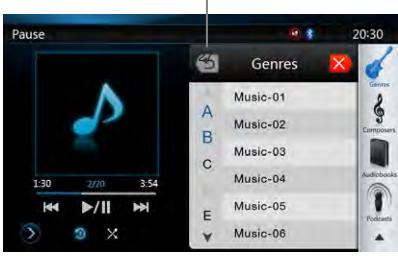 Pause
20:30
Genres
A
B
C
E
Music-01
Music-02
Music-03
Music-04
Music-05
Music-06
1:30
2/20
3:54
Genres
Composers
Audiobooks
Podcasts